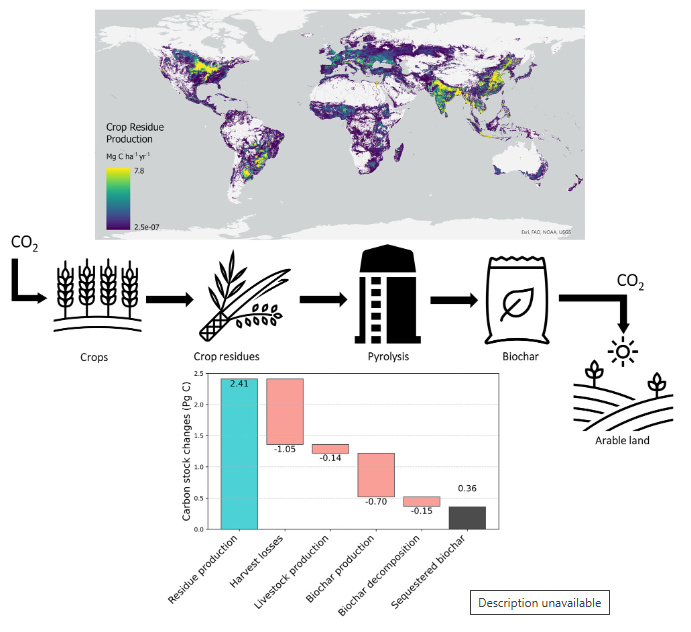 Crop Residue
Production
Mg C ha⁻¹ yr⁻¹
7.8
2.5e-07
Esri, FAO, NOAA, USGS
CO₂
CO₂
Crops
Crop residues
Pyrolysis
Biochar
Arable land
Carbon stock changes (Pg C)
2.5
2.0
1.5
1.0
0.5
0.0
2.41
-1.05
-0.14
-0.70
-0.15
0.36
Residue production
Harvest losses
Livestock production
Biochar production
Biochar decomposition
Sequestered biochar
Description unavailable